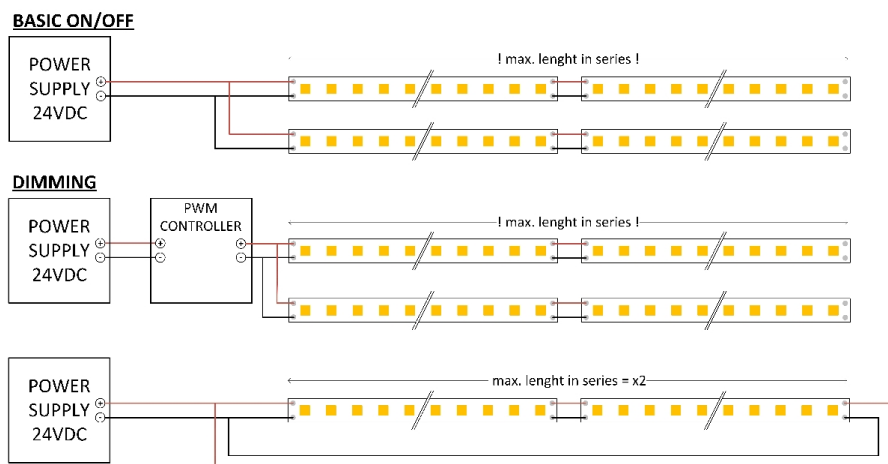 BASIC ON/OFF
POWER
SUPPLY
24VDC
+
-
! max. lenght in series !
DIMMING
POWER
SUPPLY
24VDC
+
-
PWM
CONTROLLER
+
-
+
-
! max. lenght in series !
POWER
SUPPLY
24VDC
+
-
max. lenght in series = x2